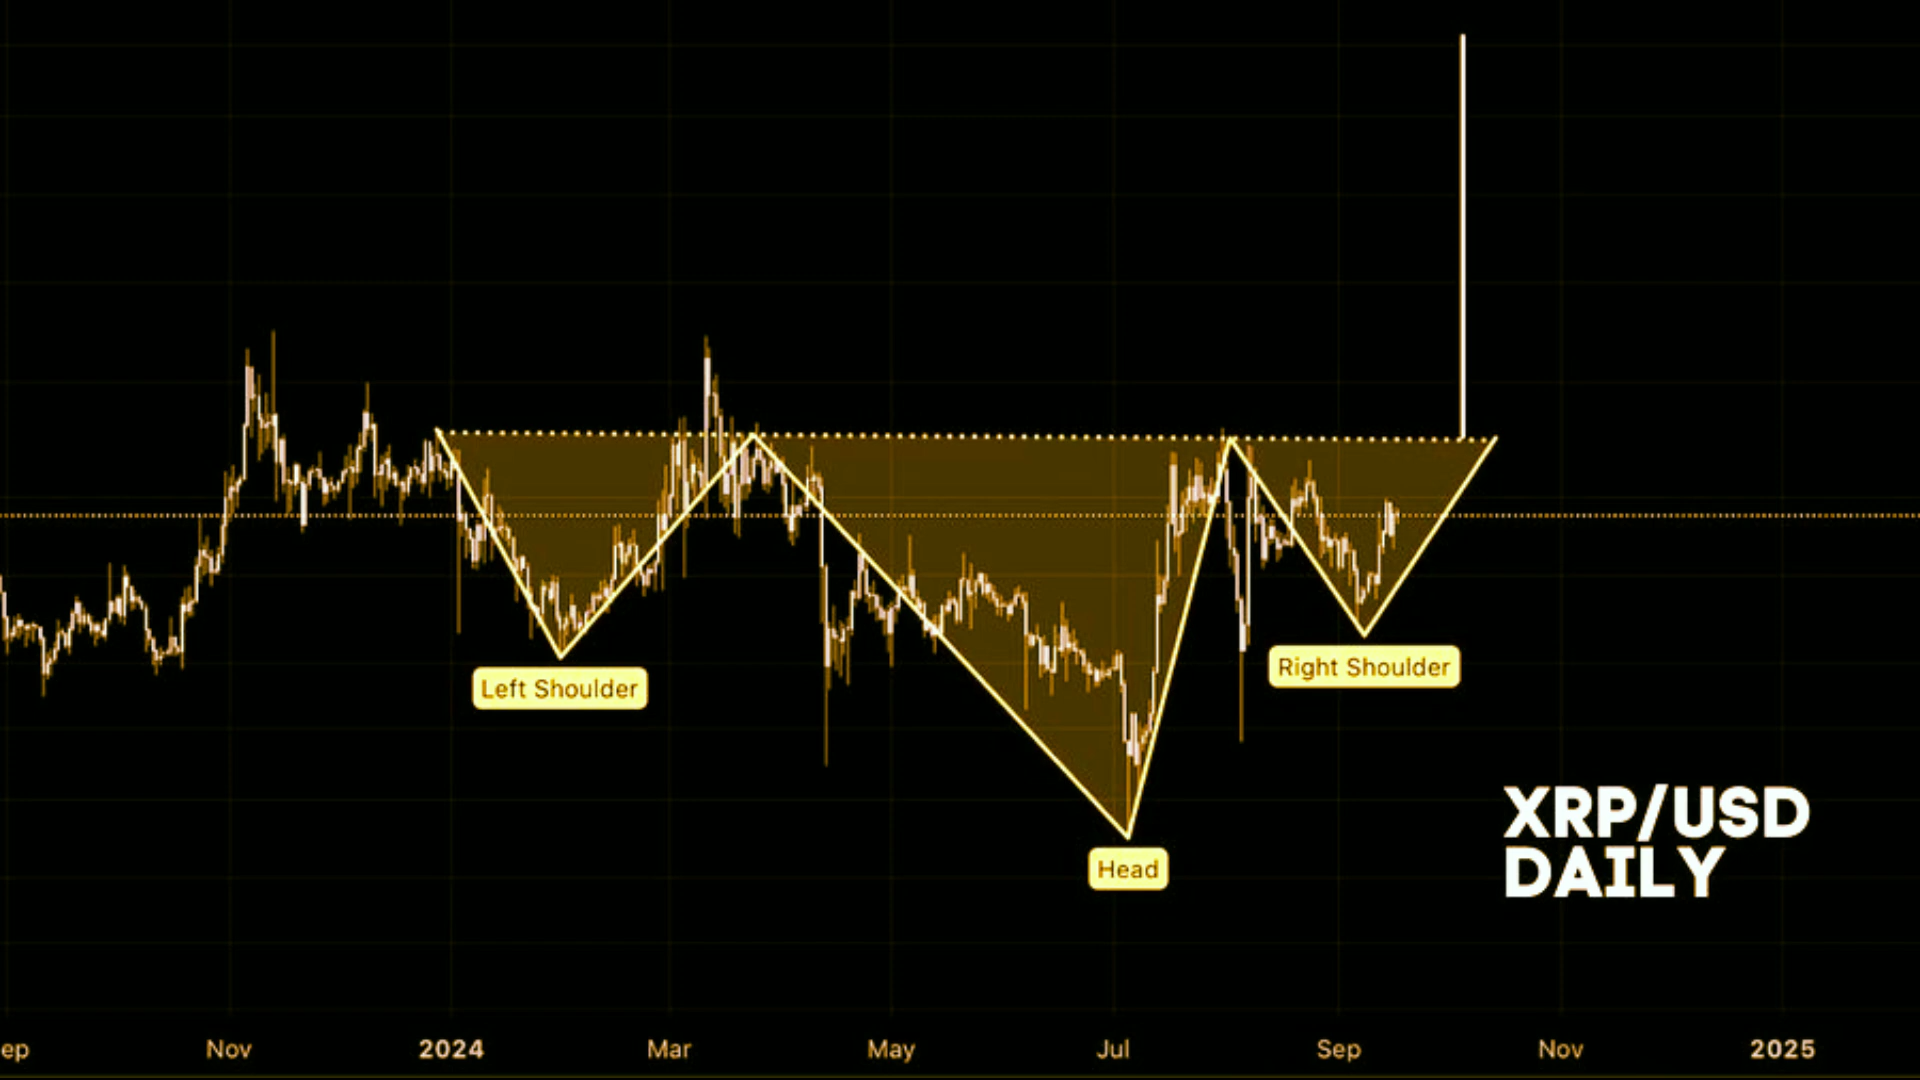 Left Shoulder
Right Shoulder
Head
XRP/USD
DAILY
ep Nov 2024 Mar May Jul Sep Nov 2025